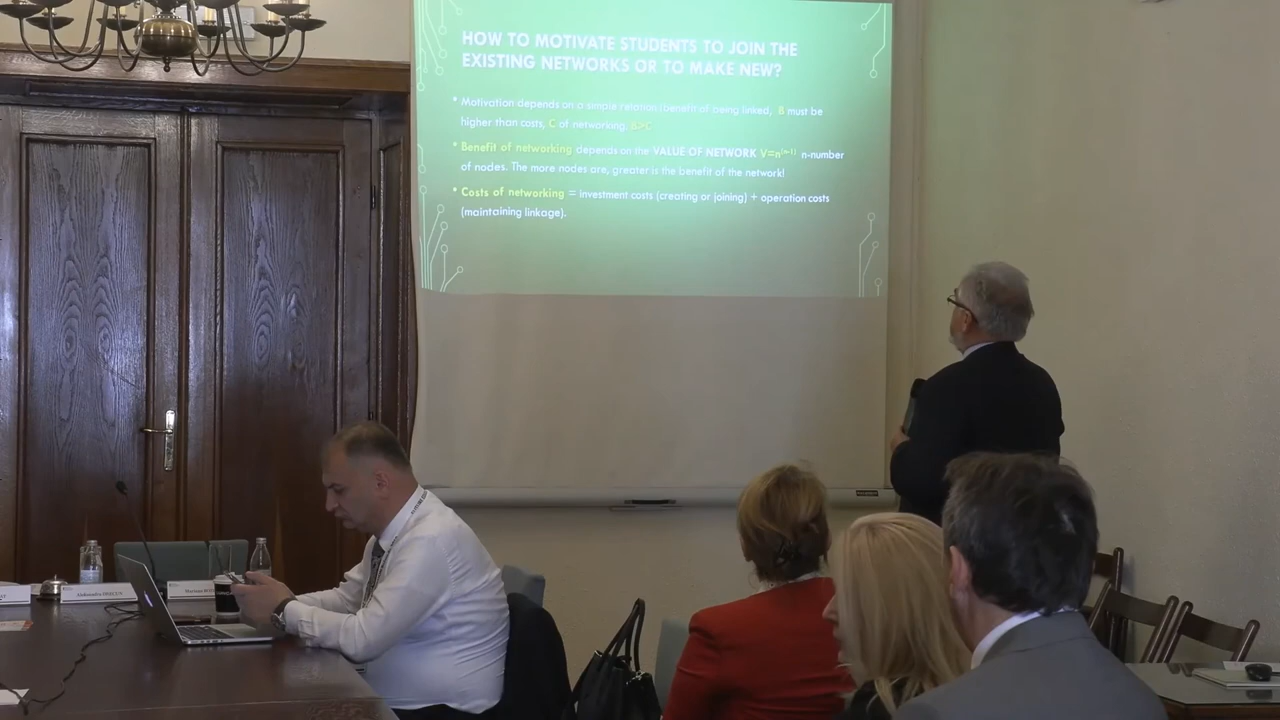 HOW TO MOTIVATE STUDENTS TO JOIN THE
EXISTING NETWORKS OR TO MAKE NEW?
* Motivation depends on a simple relation (benefit of being linked, B must be
higher than costs, C of networking. B>C
* Benefit of networking depends on the VALUE OF NETWORK V=n⁽ⁿ⁻¹⁾ n-number
of nodes. The more nodes are, greater is the benefit of the network!
* Costs of networking = investment costs (creating or joining) + operation costs
(maintaining linkage).